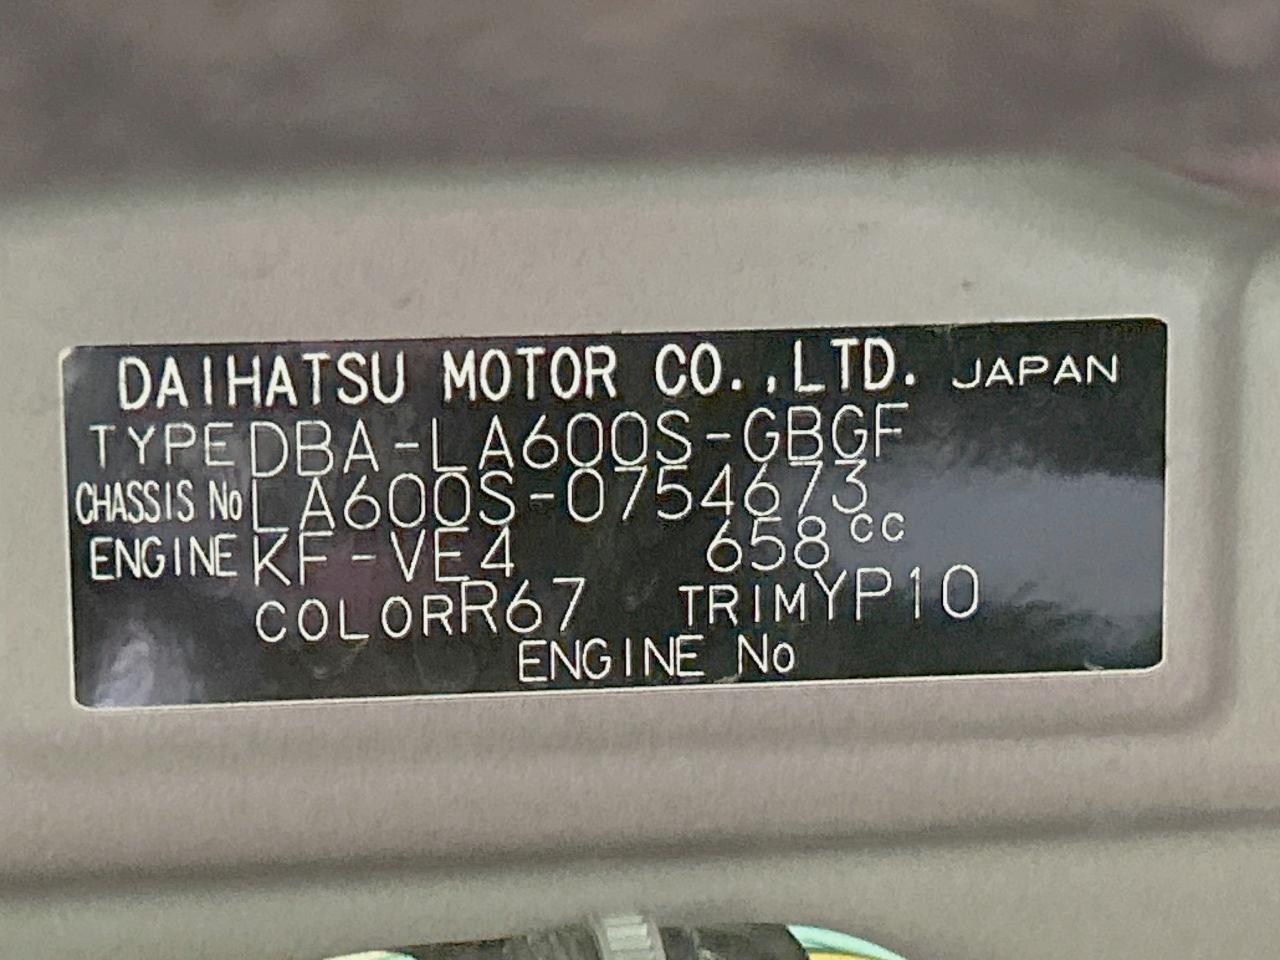 DAIHATSU MOTOR CO.,LTD. JAPAN
TYPE DBA-LA600S-GBGF
CHASSIS No LA600S-0754673
ENGINE KF-VE4 658 cc
COLOR R67 TRIM YP10
ENGINE No